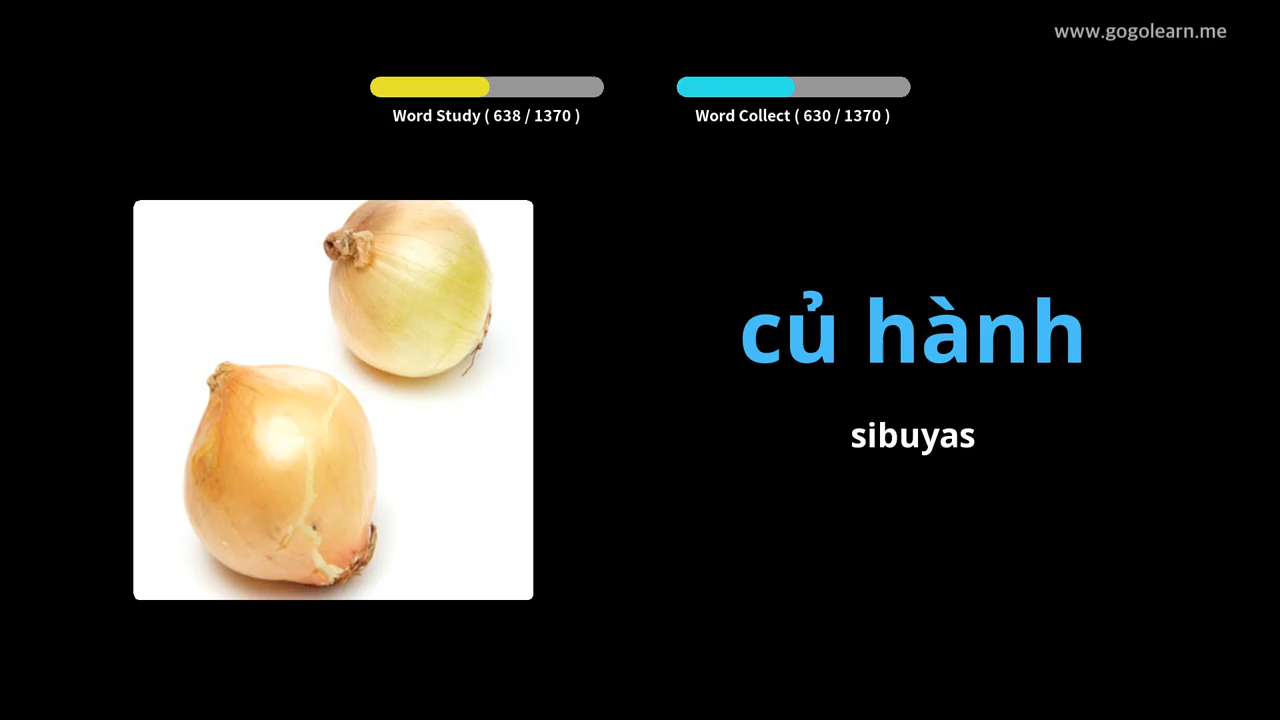 www.gogolearn.me
Word Study ( 638 / 1370 )
Word Collect ( 630 / 1370 )
củ hành
sibuyas